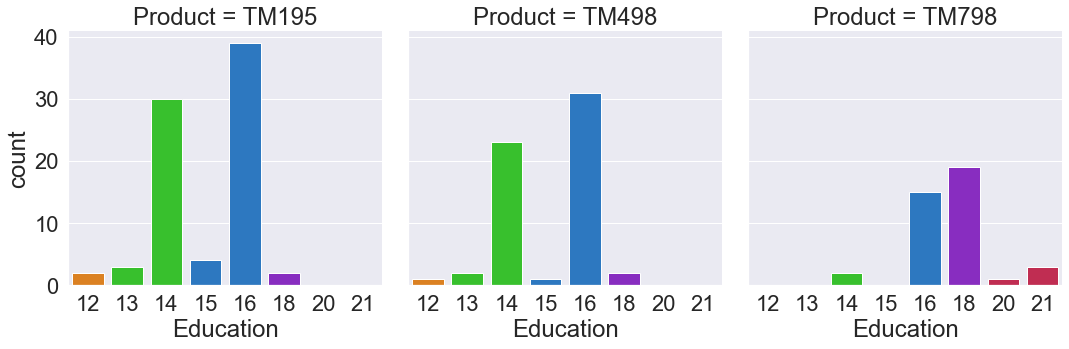 Product = TM195 Product = TM498 Product = TM798
count
40
30
20
10
0
12 13 14 15 16 18 20 21 12 13 14 15 16 18 20 21 12 13 14 15 16 18 20 21
Education Education Education